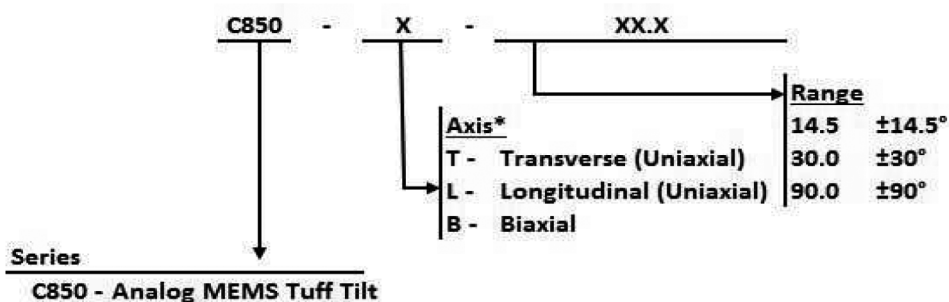 C850 - X - XX.X
Range
Axis* 14.5 ±14.5°
T - Transverse (Uniaxial) 30.0 ±30°
L - Longitudinal (Uniaxial) 90.0 ±90°
B - Biaxial
Series
C850 - Analog MEMS Tuff Tilt